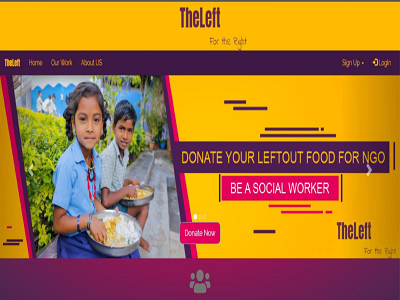 TheLeft
For the Right
TheLeft Home Our Work About US Sign Up Login
DONATE YOUR LEFTOUT FOOD FOR NGO
BE A SOCIAL WORKER
Donate Now
TheLeft
For the Right